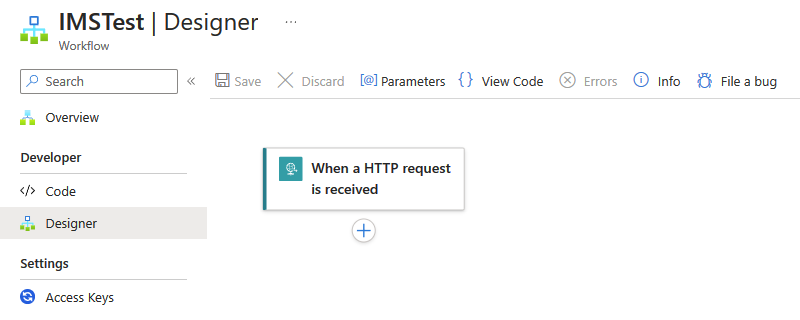 IMSTest | Designer ...
Workflow
Search «
Save Discard [@] Parameters {} View Code Errors Info File a bug
Overview
Developer
</> Code
Designer
Settings
Access Keys
When a HTTP request
is received